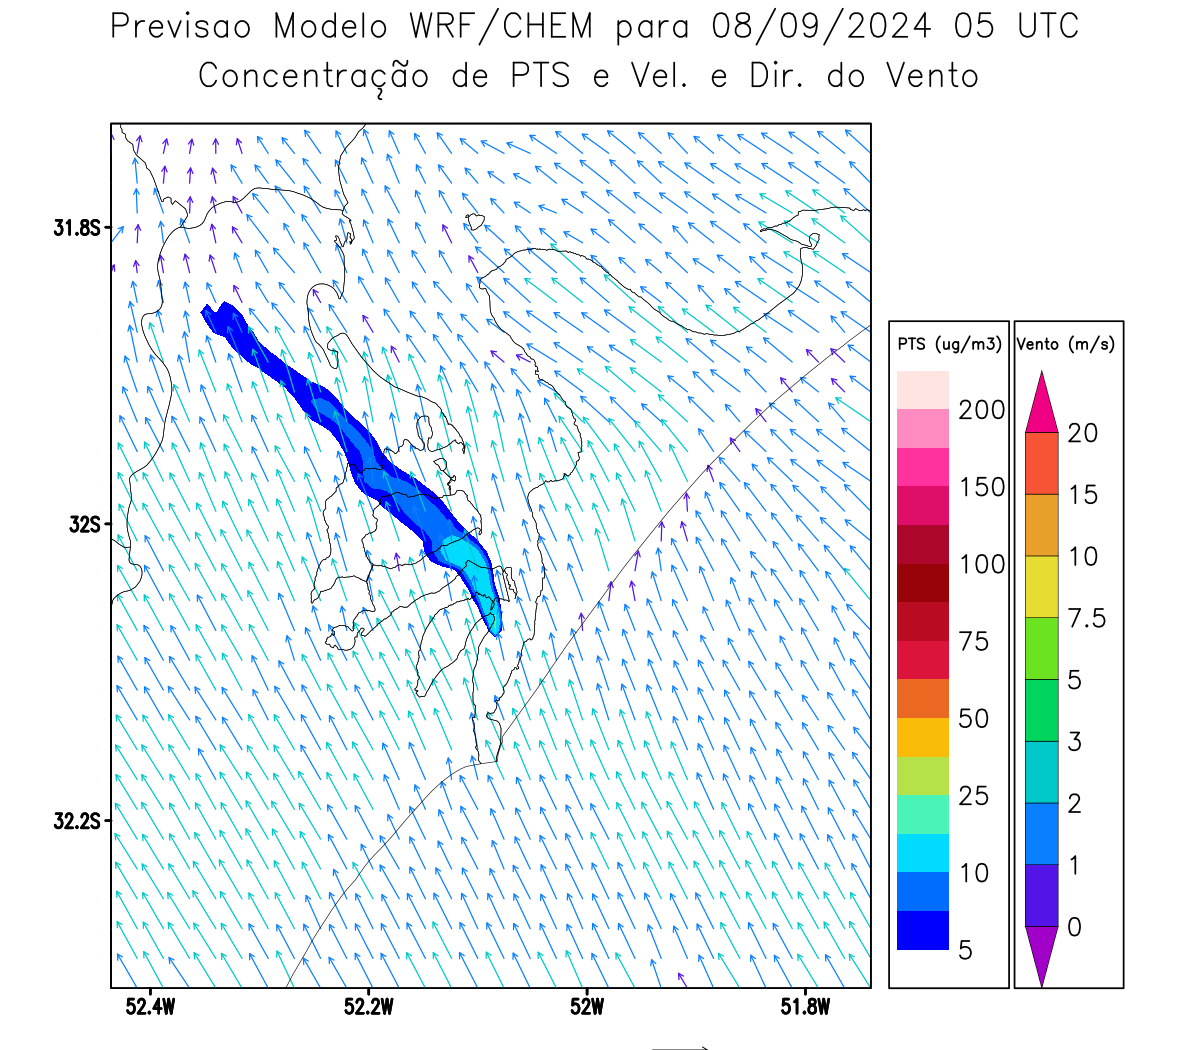 Previsao Modelo WRF/CHEM para 08/09/2024 05 UTC
Concentração de PTS e Vel. e Dir. do Vento
31.8S
32S
32.2S
52.4W
52.2W
52W
51.8W
PTS (ug/m3)
200
150
100
75
50
25
10
5
Vento (m/s)
20
15
10
7.5
5
3
2
1
0